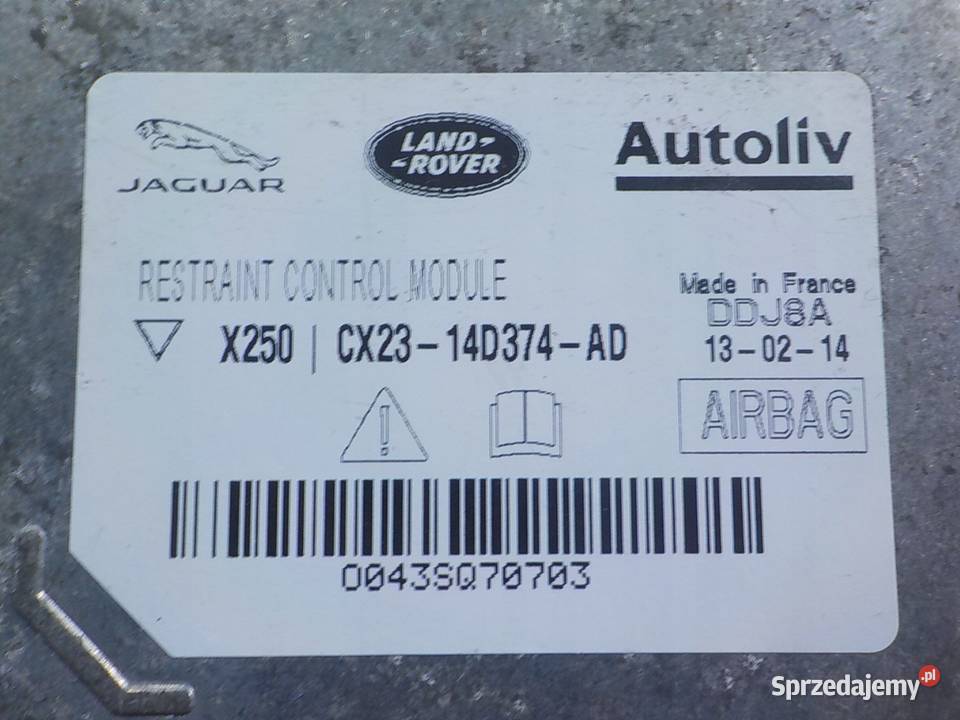 JAGUAR
LAND-
-ROVER
Autoliv
RESTRAINT CONTROL MODULE
Made in France
DDJ8A
X250 | CX23-14D374-AD
13-02-14
AIRBAG
0043SQ70703
Sprzedajemy.pl